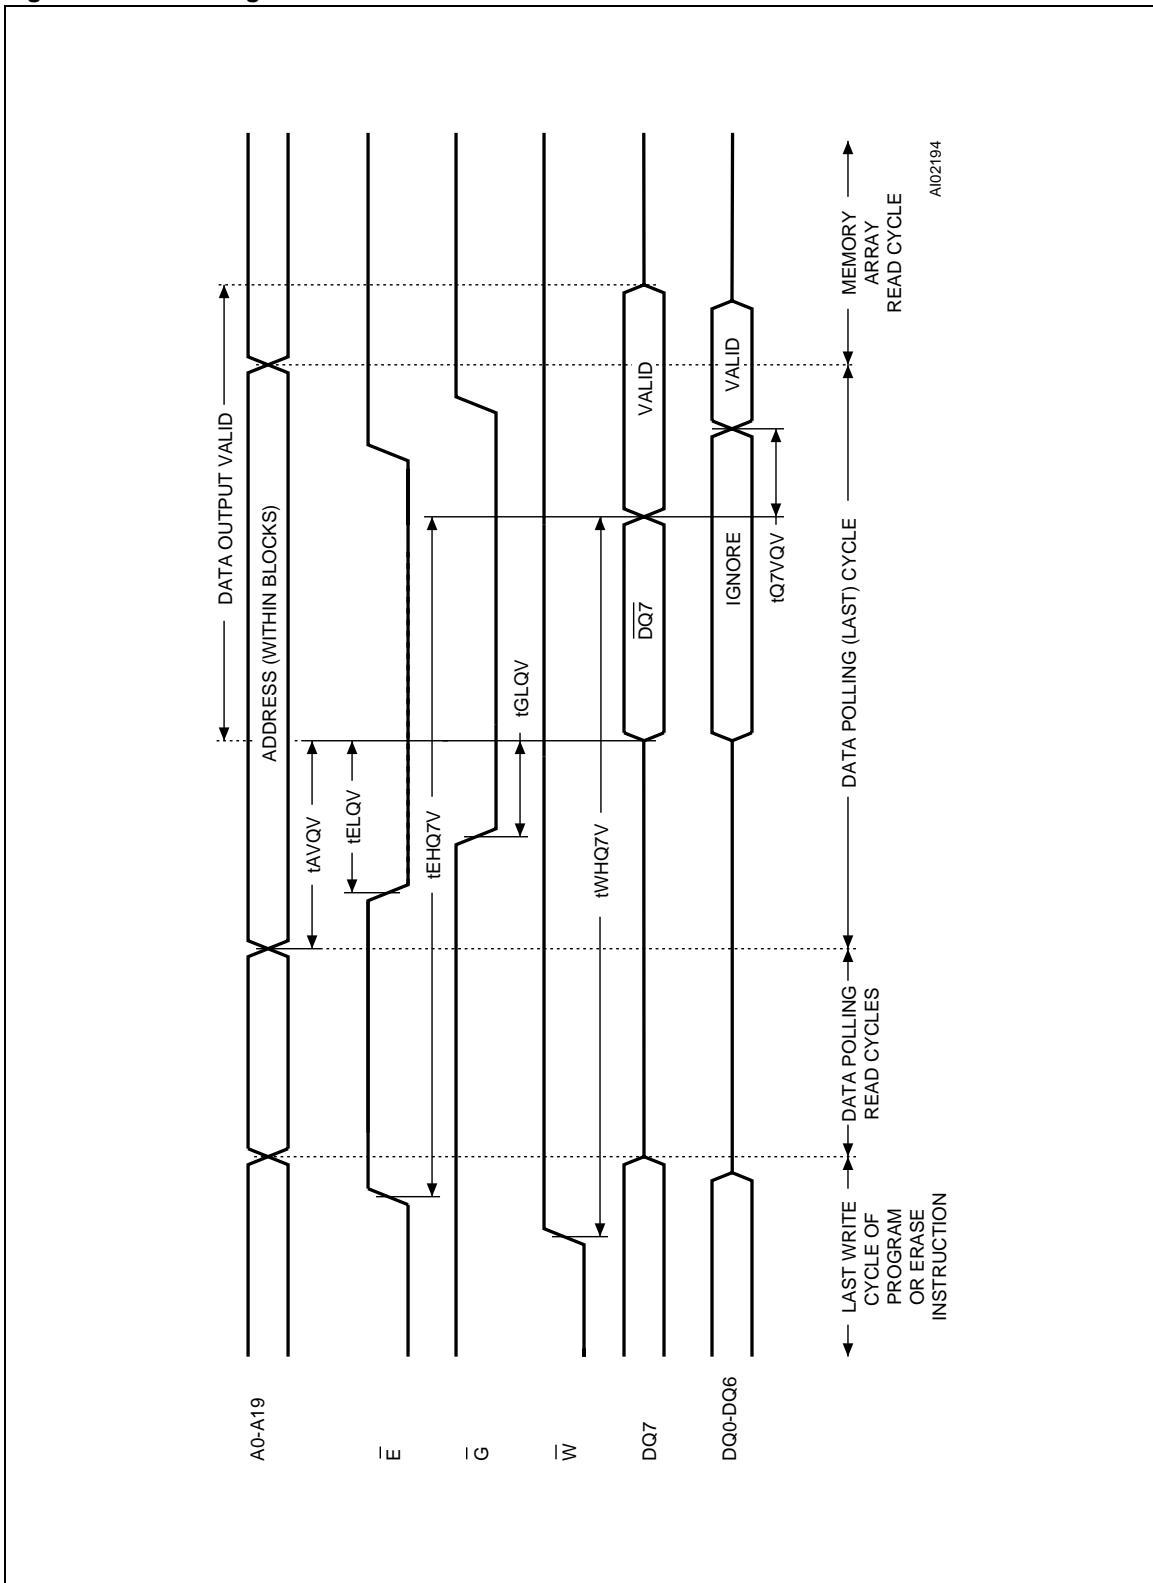 A0-A19
E
G
W
DQ7
DQ0-DQ6
DATA OUTPUT VALID
ADDRESS (WITHIN BLOCKS)
tAVQV
tELQV
tEHQ7V
tGLQV
tWHQ7V
DQ7
VALID
IGNORE
VALID
tQ7VQV
LAST WRITE
CYCLE OF
PROGRAM
OR ERASE
INSTRUCTION
DATA POLLING
READ CYCLES
DATA POLLING (LAST) CYCLE
MEMORY
ARRAY
READ CYCLE
AI02194